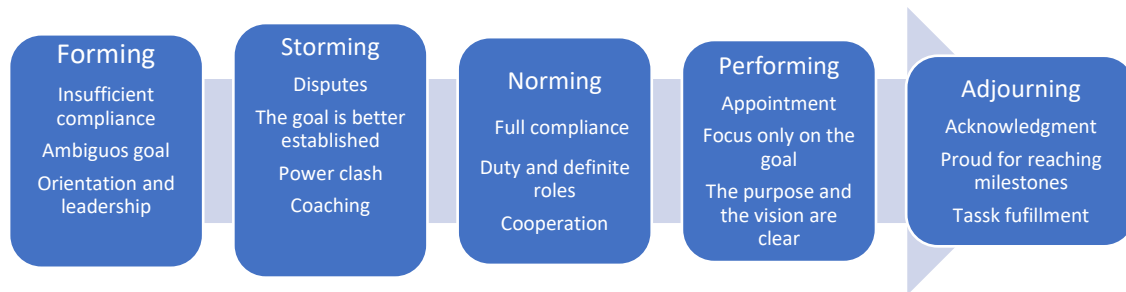 Forming
Insufficient
compliance
Ambiguos goal
Orientation and
leadership
Storming
Disputes
The goal is better
established
Power clash
Coaching
Norming
Full compliance
Duty and definite
roles
Cooperation
Performing
Appointment
Focus only on the
goal
The purpose and
the vision are
clear
Adjourning
Acknowledgment
Proud for reaching
milestones
Tassk fufillment